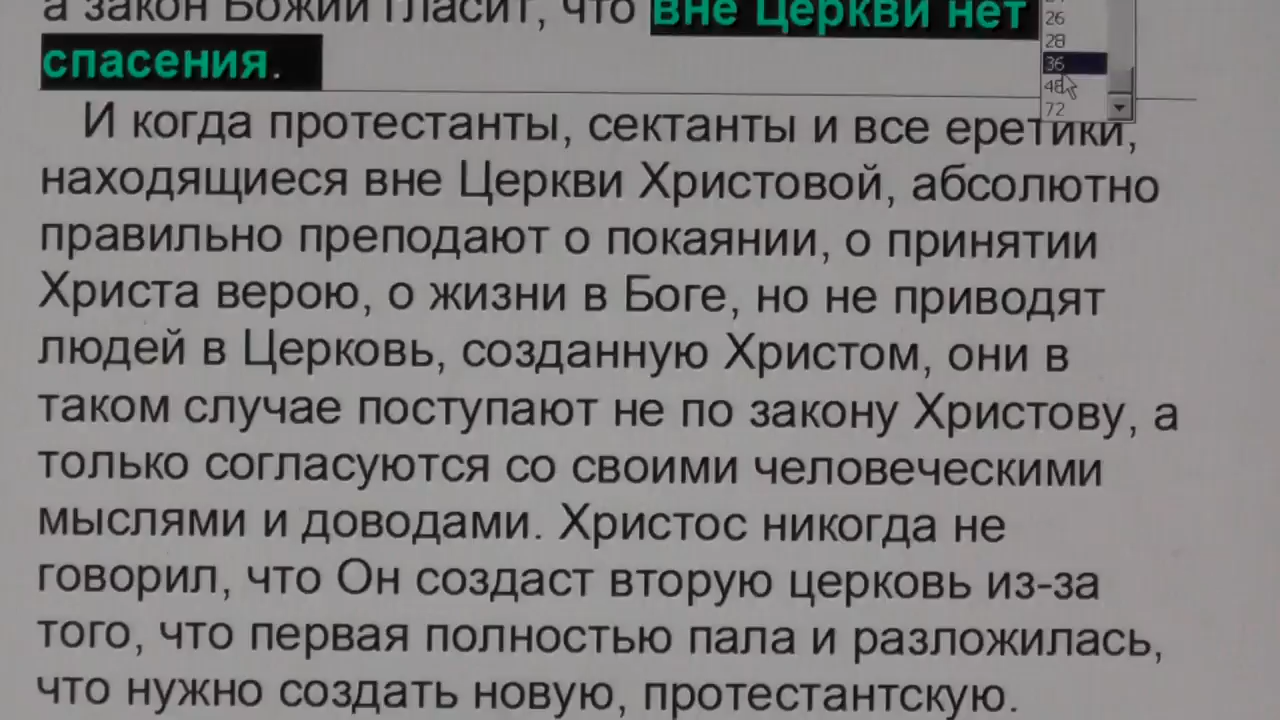 а закон Божий гласит, что вне Церкви нет
спасения.
И когда протестанты, сектанты и все еретики,
находящиеся вне Церкви Христовой, абсолютно
правильно преподают о покаянии, о принятии
Христа верою, о жизни в Боге, но не приводят
людей в Церковь, созданную Христом, они в
таком случае поступают не по закону Христову, а
только согласуются со своими человеческими
мыслями и доводами. Христос никогда не
говорил, что Он создаст вторую церковь из-за
того, что первая полностью пала и разложилась,
что нужно создать новую, протестантскую.
26
28
36
48
72